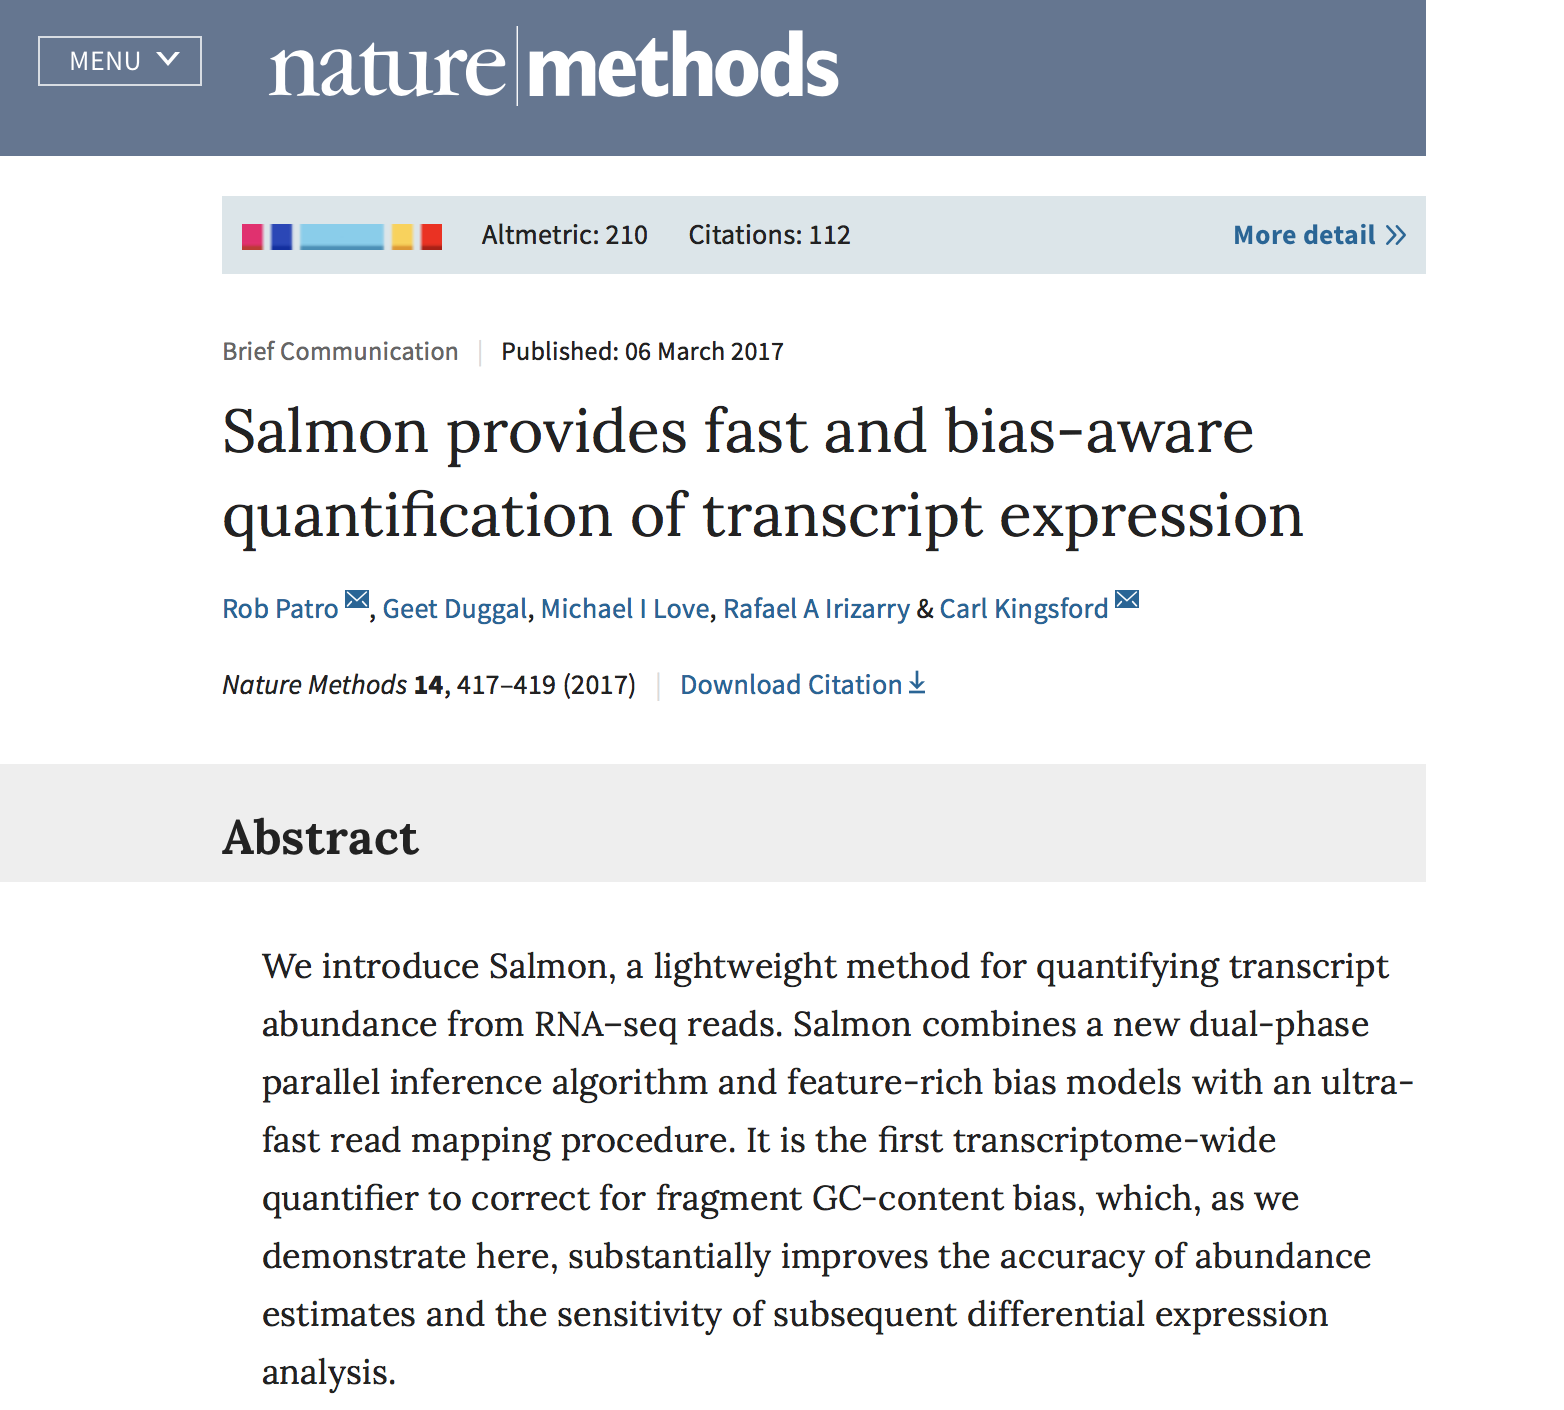 MENU
nature methods
Altmetric: 210 Citations: 112 More detail
Brief Communication Published: 06 March 2017
Salmon provides fast and bias-aware
quantification of transcript expression
Rob Patro, Geet Duggal, Michael I Love, Rafael A Irizarry & Carl Kingsford
Nature Methods 14, 417–419 (2017) Download Citation
Abstract
We introduce Salmon, a lightweight method for quantifying transcript
abundance from RNA–seq reads. Salmon combines a new dual-phase
parallel inference algorithm and feature-rich bias models with an ultra-
fast read mapping procedure. It is the first transcriptome-wide
quantifier to correct for fragment GC-content bias, which, as we
demonstrate here, substantially improves the accuracy of abundance
estimates and the sensitivity of subsequent differential expression
analysis.